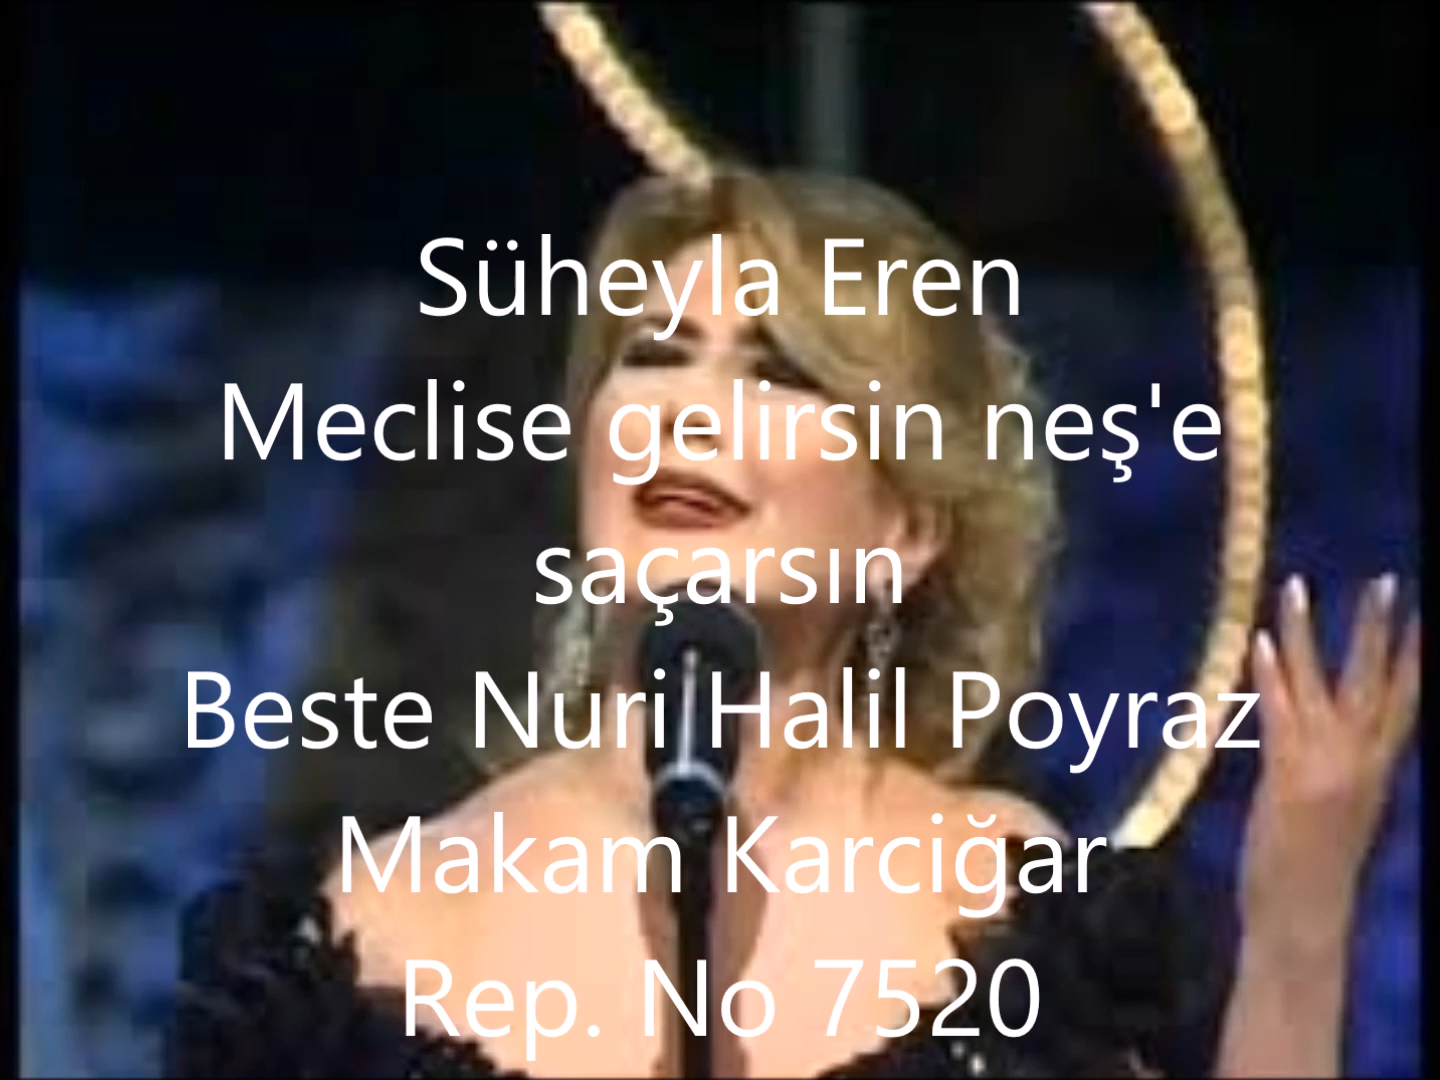 Süheyla Eren
Meclise gelirsin neş'e
saçarsın
Beste Nuri Halil Poyraz
Makam Karciğar
Rep. No 7520